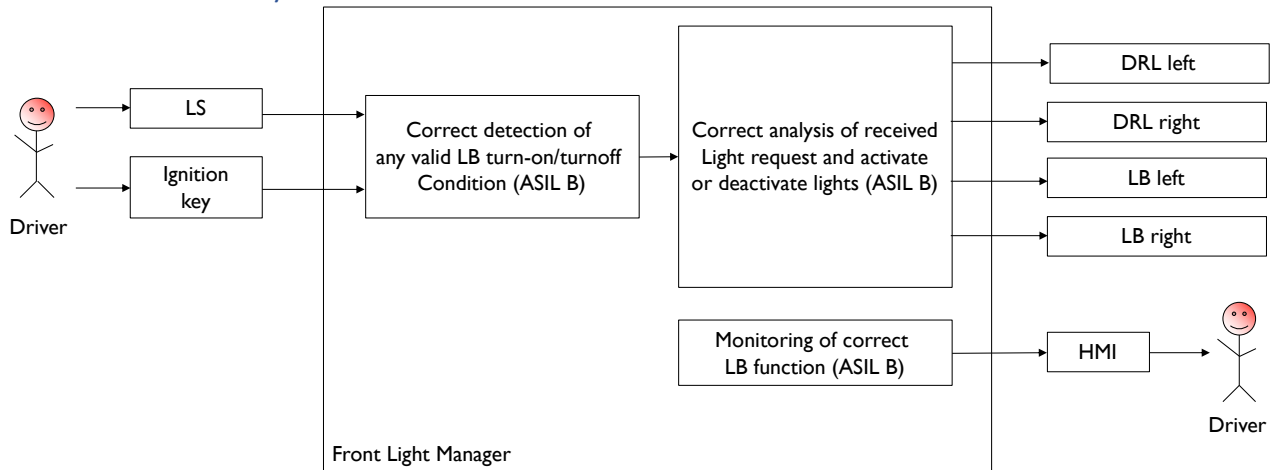 LS
Ignition
key
Driver
Correct detection of
any valid LB turn-on/turnoff
Condition (ASIL B)
Correct analysis of received
Light request and activate
or deactivate lights (ASIL B)
DRL left
DRL right
LB left
LB right
Monitoring of correct
LB function (ASIL B)
HMI
Driver
Front Light Manager